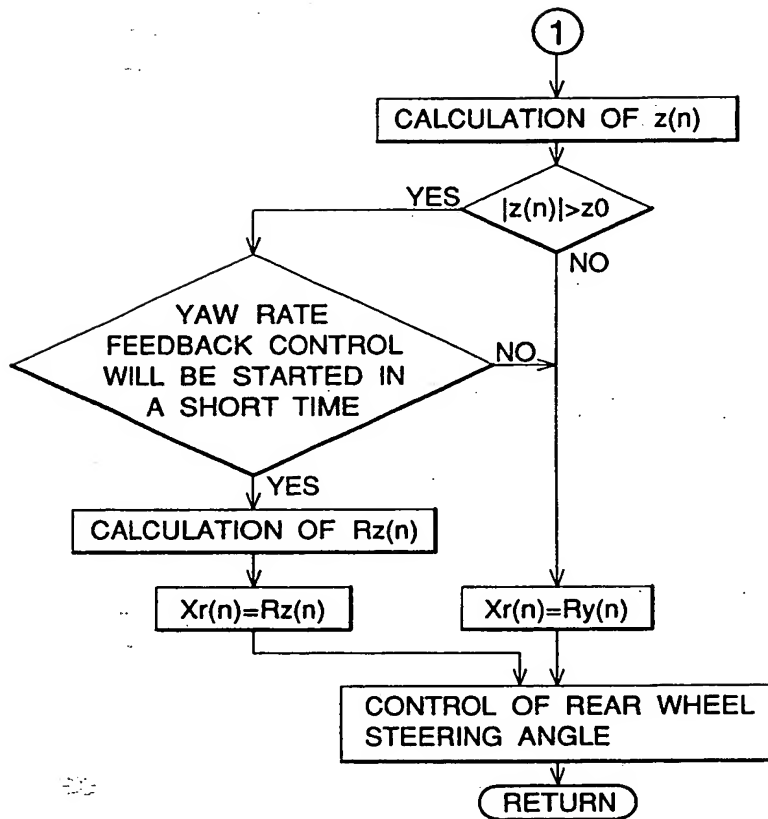 1
CALCULATION OF z(n)
YES
|z(n)|>z0
NO
YAW RATE
FEEDBACK CONTROL
WILL BE STARTED IN
A SHORT TIME
NO
YES
CALCULATION OF Rz(n)
Xr(n)=Rz(n)
Xr(n)=Ry(n)
CONTROL OF REAR WHEEL
STEERING ANGLE
RETURN